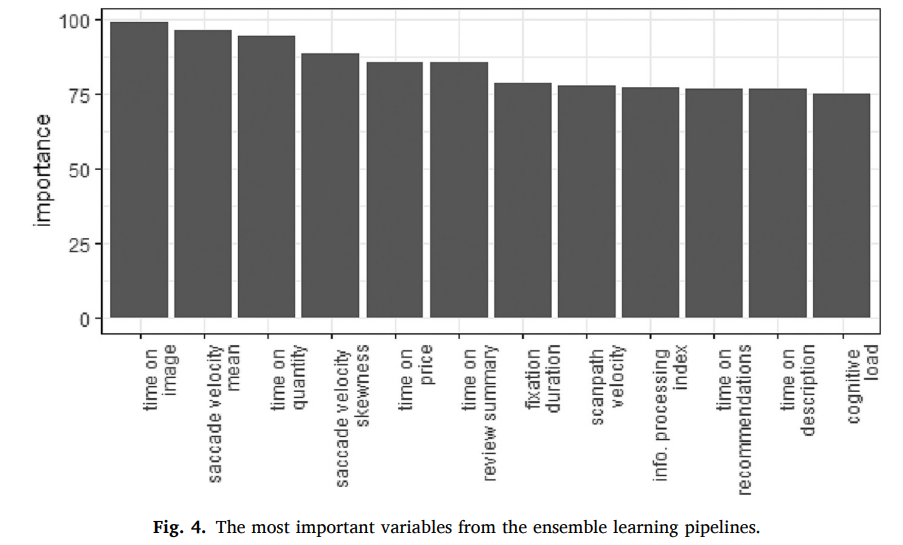 100
75
50
25
0
importance
time on
image
saccade velocity
mean
time on
quantity
saccade velocity
skewness
time on
price
time on
review summary
fixation
duration
scanpath
velocity
info. processing
index
time on
recommendations
time on
description
cognitive
load
Fig. 4. The most important variables from the ensemble learning pipelines.